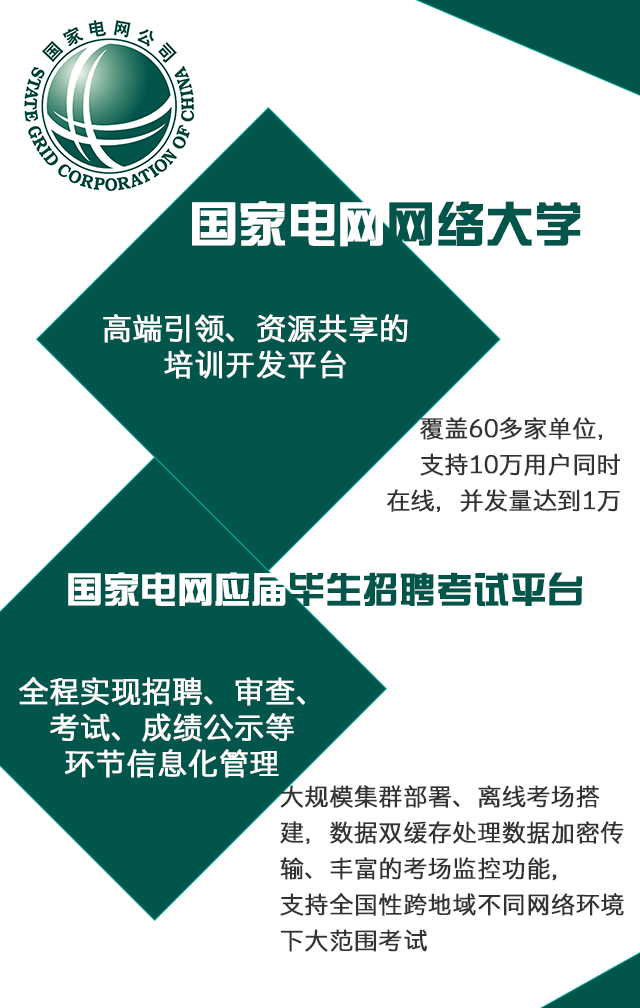 国家电网公司
STATE GRID CORPORATION OF CHINA
国家电网网络大学
高端引领、资源共享的
培训开发平台
覆盖60多家单位，
支持10万用户同时
在线，并发量达到1万
国家电网应届毕生招聘考试平台
全程实现招聘、审查、
考试、成绩公示等
环节信息化管理
大规模集群部署、离线考场搭
建，数据双缓存处理数据加密传
输、丰富的考场监控功能，
支持全国性跨地域不同网络环境
下大范围考试